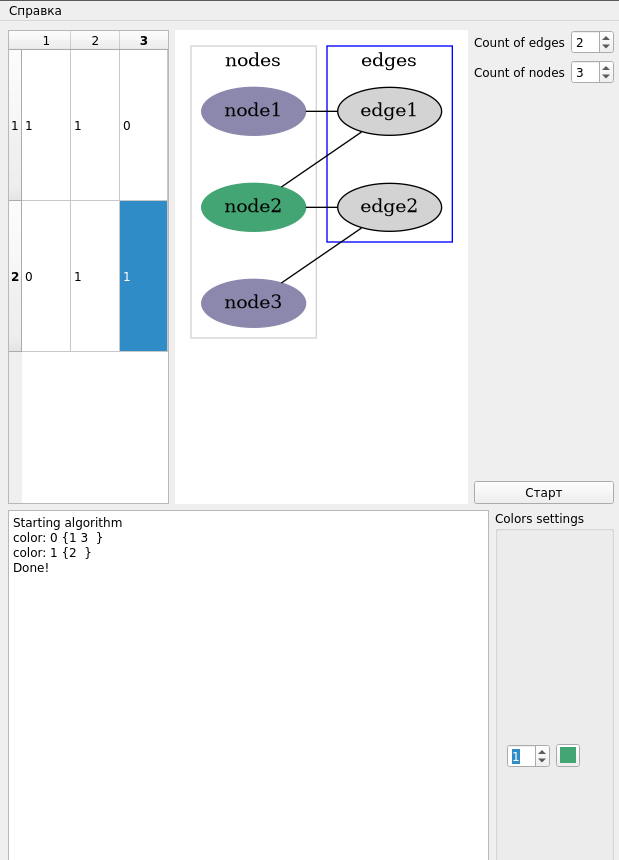 Справка
1 2 3
1 1 1 0
2 0 1 1
nodes edges
node1 edge1
node2 edge2
node3
Count of edges 2
Count of nodes 3
Старт
Starting algorithm
color: 0 {1 3 }
color: 1 {2 }
Done!
Colors settings
1